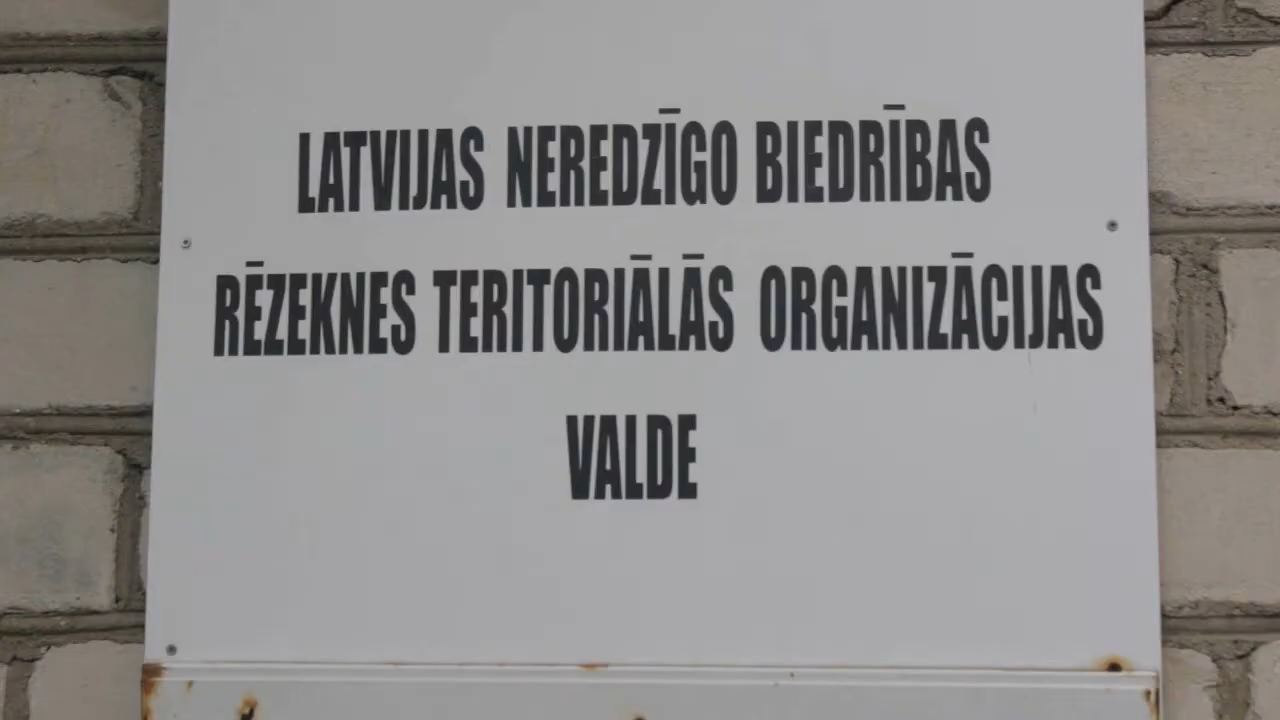 LATVIJAS NEREDZĪGO BIEDRĪBAS
RĒZEKNES TERITORIĀLĀS ORGANIZĀCIJAS
VALDE